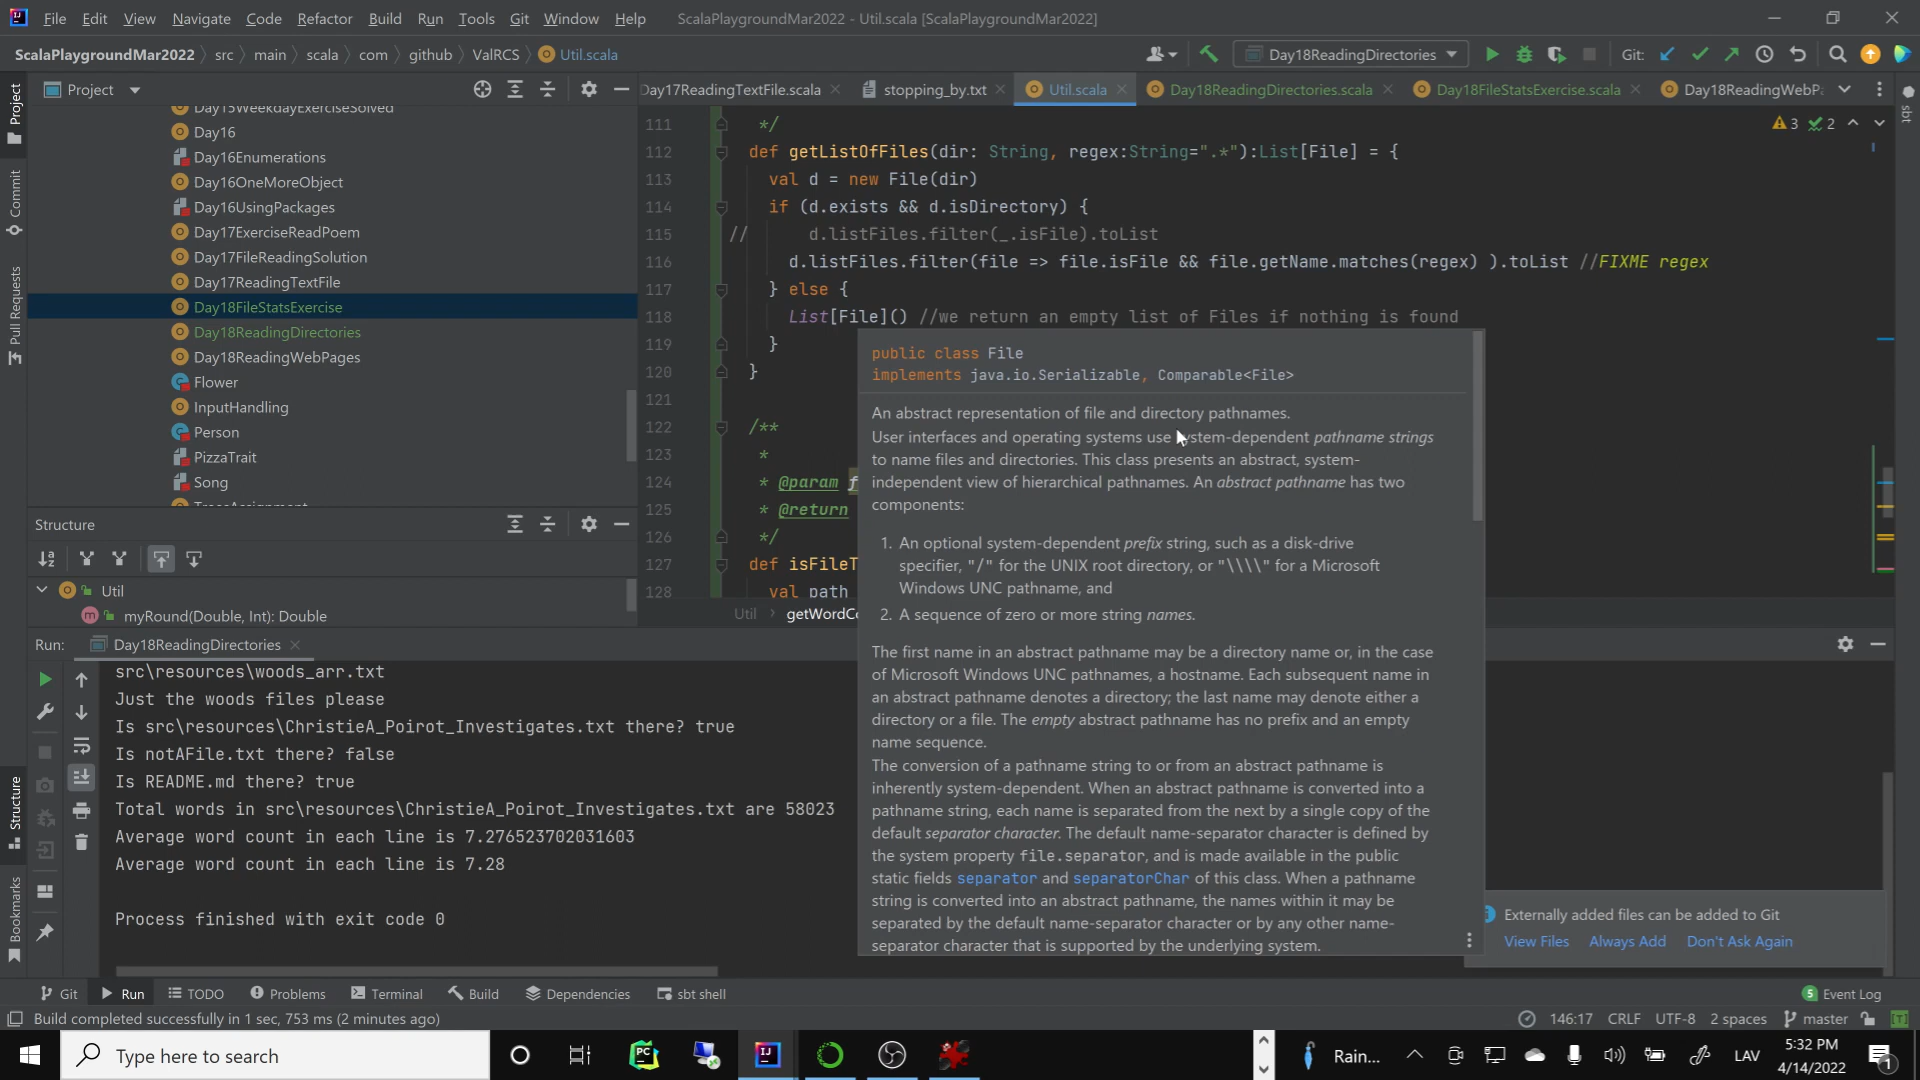 File Edit View Navigate Code Refactor Build Run Tools Git Window Help ScalaPlaygroundMar2022 - Util.scala [ScalaPlaygroundMar2022]
ScalaPlaygroundMar2022 src main scala com github ValRCS Util.scala Day18ReadingDirectories Git:
Project
Day17ReadingTextFile.scala stopping_by.txt Util.scala Day18ReadingDirectories.scala Day18FileStatsExercise.scala Day18ReadingWebP
Project
Commit
Pull Requests
Structure
Bookmarks
sbt
Day15WeekdayExerciseSolved
Day16
Day16Enumerations
Day16OneMoreObject
Day16UsingPackages
Day17ExerciseReadPoem
Day17FileReadingSolution
Day17ReadingTextFile
Day18FileStatsExercise
Day18ReadingDirectories
Day18ReadingWebPages
Flower
InputHandling
Person
PizzaTrait
Song
3 2
111 */
112 def getListOfFiles(dir: String, regex:String=".*"):List[File] = {
113 val d = new File(dir)
114 if (d.exists && d.isDirectory) {
115 // d.listFiles.filter(_.isFile).toList
116 d.listFiles.filter(file => file.isFile && file.getName.matches(regex) ).toList //FIXME regex
117 } else {
118 List[File]() //we return an empty list of Files if nothing is found
119 }
120 }
121
122 /**
123 *
124 * @param f
125 * @return
126 */
127 def isFileT
128 val path
Util getWordCo
public class File
implements java.io.Serializable, Comparable<File>
An abstract representation of file and directory pathnames.
User interfaces and operating systems use system-dependent pathname strings
to name files and directories. This class presents an abstract, system-
independent view of hierarchical pathnames. An abstract pathname has two
components:
1. An optional system-dependent prefix string, such as a disk-drive
specifier, "/" for the UNIX root directory, or "\\\\" for a Microsoft
Windows UNC pathname, and
2. A sequence of zero or more string names.
The first name in an abstract pathname may be a directory name or, in the case
of Microsoft Windows UNC pathnames, a hostname. Each subsequent name in
an abstract pathname denotes a directory; the last name may denote either a
directory or a file. The empty abstract pathname has no prefix and an empty
name sequence.
The conversion of a pathname string to or from an abstract pathname is
inherently system-dependent. When an abstract pathname is converted into a
pathname string, each name is separated from the next by a single copy of the
default separator character. The default name-separator character is defined by
the system property file.separator, and is made available in the public
static fields separator and separatorChar of this class. When a pathname
string is converted into an abstract pathname, the names within it may be
separated by the default name-separator character or by any other name-
separator character that is supported by the underlying system.
Structure
Util
myRound(Double, Int): Double
Run: Day18ReadingDirectories
src\resources\woods_arr.txt
Just the woods files please
Is src\resources\ChristieA_Poirot_Investigates.txt there? true
Is notAFile.txt there? false
Is README.md there? true
Total words in src\resources\ChristieA_Poirot_Investigates.txt are 58023
Average word count in each line is 7.276523702031603
Average word count in each line is 7.28
Process finished with exit code 0
Externally added files can be added to Git
View Files Always Add Don't Ask Again
Git Run TODO Problems Terminal Build Dependencies sbt shell 5 Event Log
Build completed successfully in 1 sec, 753 ms (2 minutes ago) 146:17 CRLF UTF-8 2 spaces master
Type here to search Rain... LAV 5:32 PM
4/14/2022 1